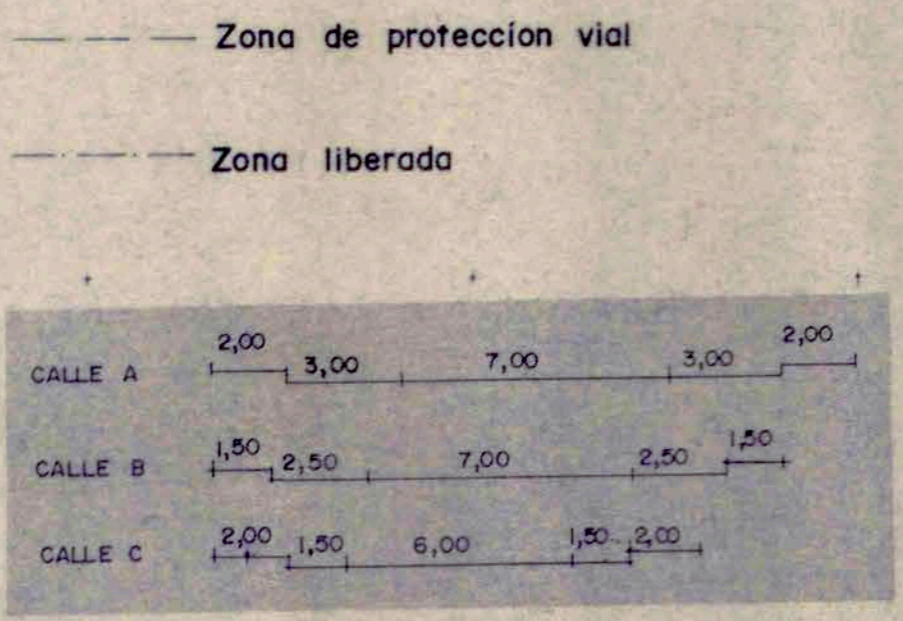 Zona de proteccion vial
Zona liberada
CALLE A 2,00 3,00 7,00 3,00 2,00
CALLE B 1,50 2,50 7,00 2,50 1,50
CALLE C 2,00 1,50 6,00 1,50 2,00